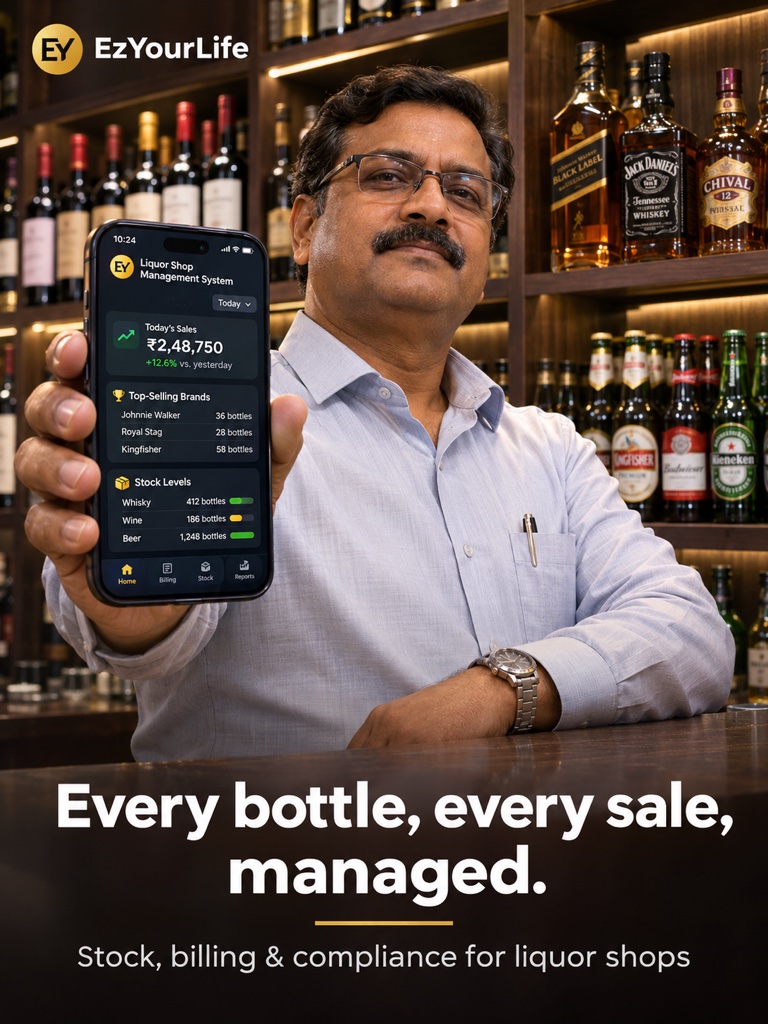 EY EzYourLife
10:24
EY Liquor Shop
Management System
Today
Today's Sales
₹2,48,750
+12.6% vs. yesterday
Top-Selling Brands
Johnnie Walker 36 bottles
Royal Stag 28 bottles
Kingfisher 58 bottles
Stock Levels
Whisky 412 bottles
Wine 186 bottles
Beer 1,248 bottles
Home Billing Stock Reports
BLACK LABEL
JACK DANIEL'S
Tennessee
WHISKEY
CHIVAL
12
KINGFISHER
Budweiser
Heineken
Every bottle, every sale,
managed.
Stock, billing & compliance for liquor shops